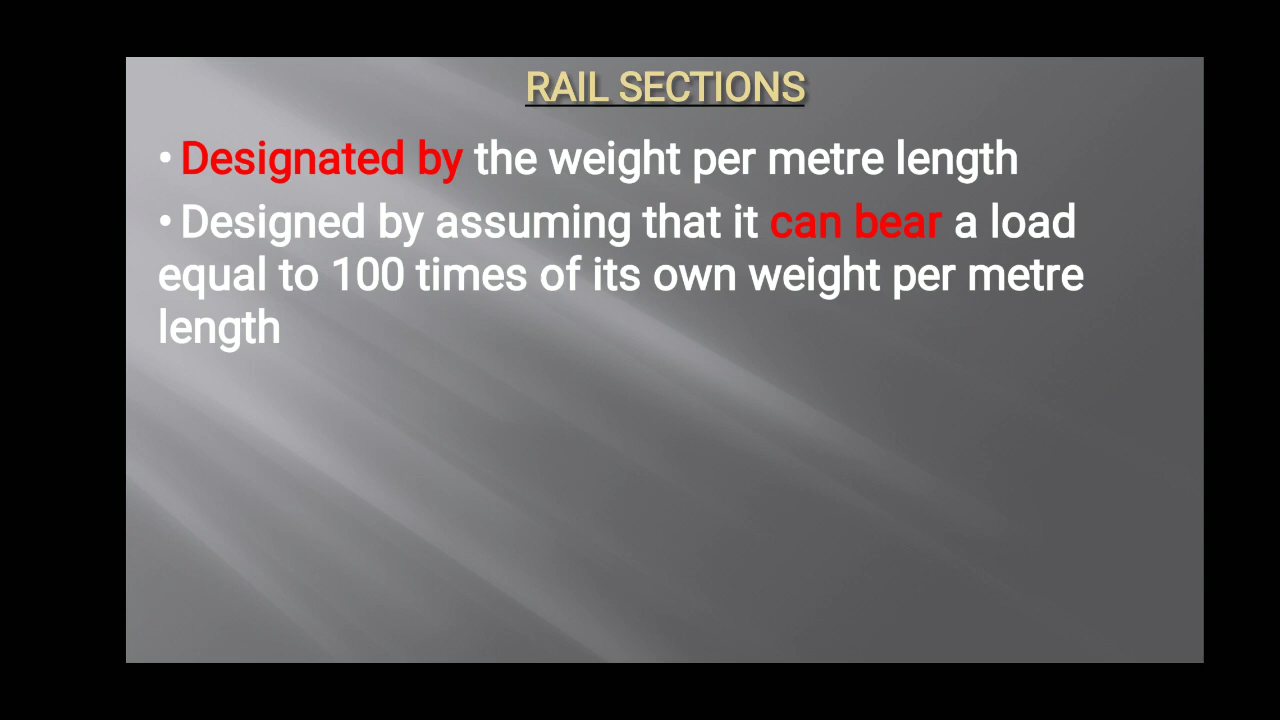 RAIL SECTIONS
• Designated by the weight per metre length
• Designed by assuming that it can bear a load
equal to 100 times of its own weight per metre
length